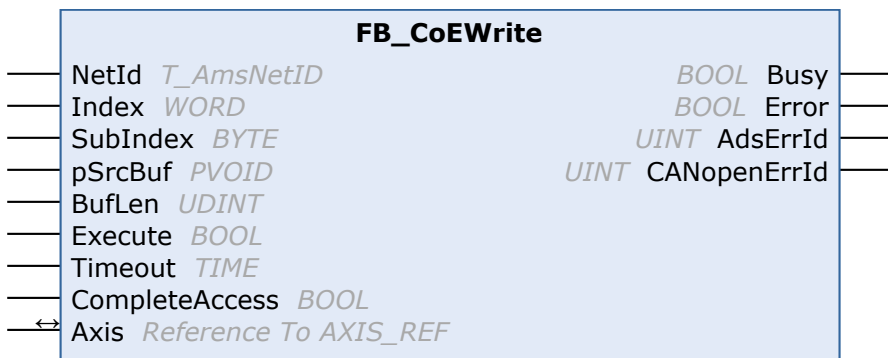 FB_CoEWrite
NetId T_AmsNetID BOOL Busy
Index WORD BOOL Error
SubIndex BYTE UINT AdsErrId
pSrcBuf PVOID UINT CANopenErrId
BufLen UDINT
Execute BOOL
Timeout TIME
CompleteAccess BOOL
Axis Reference To AXIS_REF